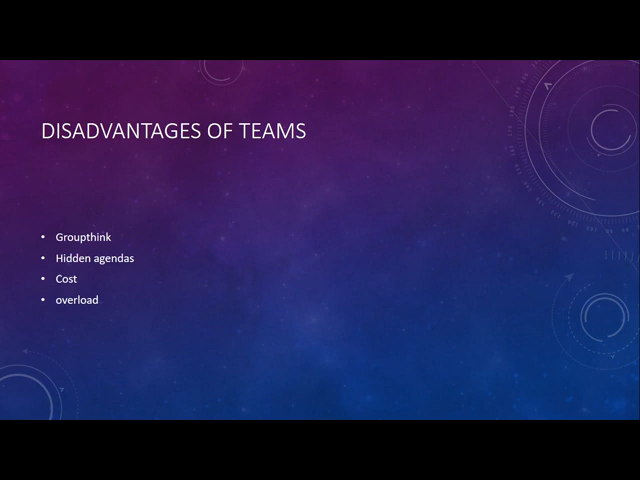 DISADVANTAGES OF TEAMS
• Groupthink
• Hidden agendas
• Cost
• overload